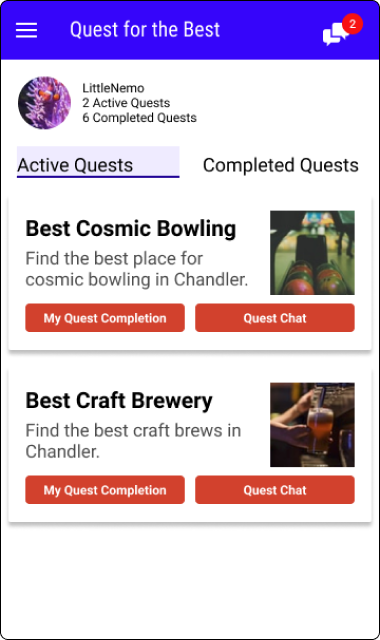 Quest for the Best
2
LittleNemo
2 Active Quests
6 Completed Quests
Active Quests
Completed Quests
Best Cosmic Bowling
Find the best place for
cosmic bowling in Chandler.
My Quest Completion
Quest Chat
Best Craft Brewery
Find the best craft brews in
Chandler.
My Quest Completion
Quest Chat